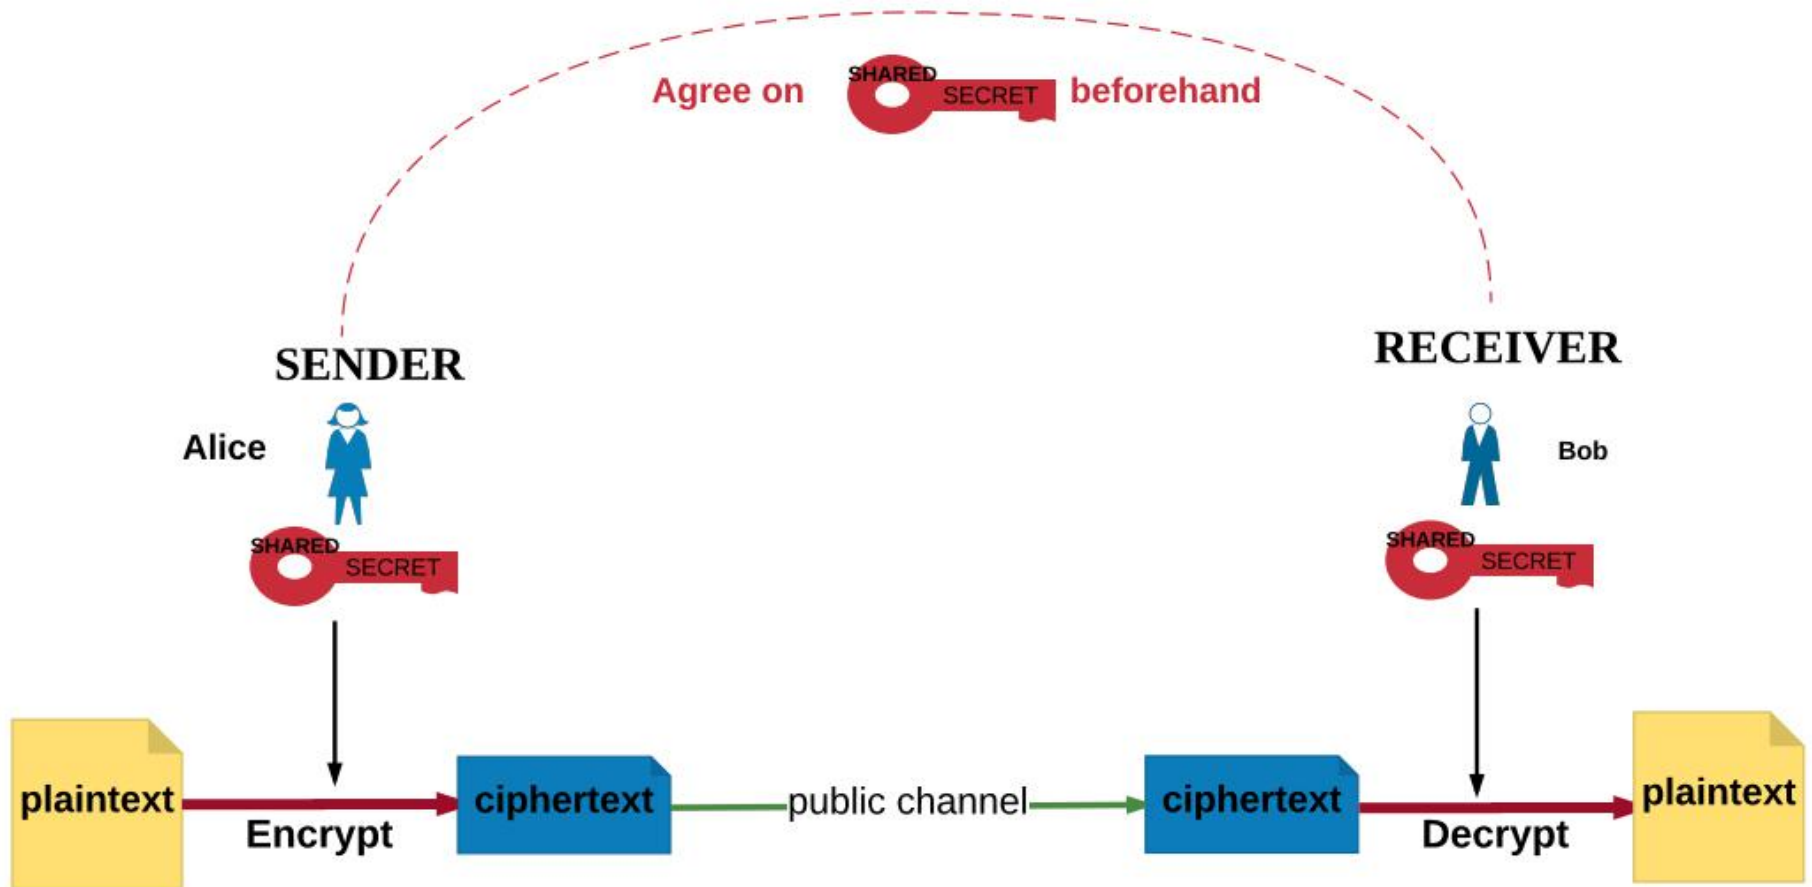 Agree on SHARED SECRET beforehand
SENDER
RECEIVER
Alice
Bob
SHARED SECRET
SHARED SECRET
plaintext
Encrypt
ciphertext
public channel
ciphertext
Decrypt
plaintext